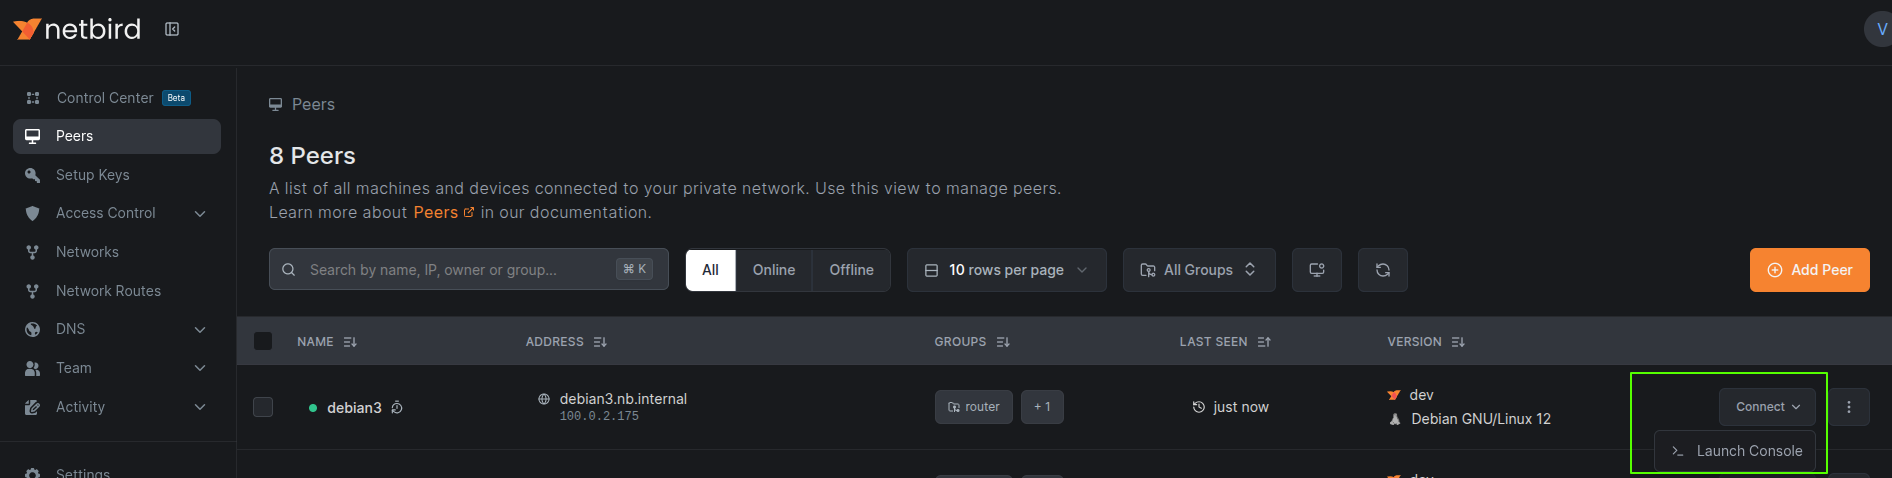 netbird
V
Control Center Beta
Peers
Setup Keys
Access Control
Networks
Network Routes
DNS
Team
Activity
Settings
Peers
8 Peers
A list of all machines and devices connected to your private network. Use this view to manage peers.
Learn more about Peers in our documentation.
Search by name, IP, owner or group... ⌘ K
All Online Offline
10 rows per page
All Groups
Add Peer
NAME ADDRESS GROUPS LAST SEEN VERSION
debian3
debian3.nb.internal
100.0.2.175
router + 1
just now
dev
Debian GNU/Linux 12
Connect
Launch Console
dev